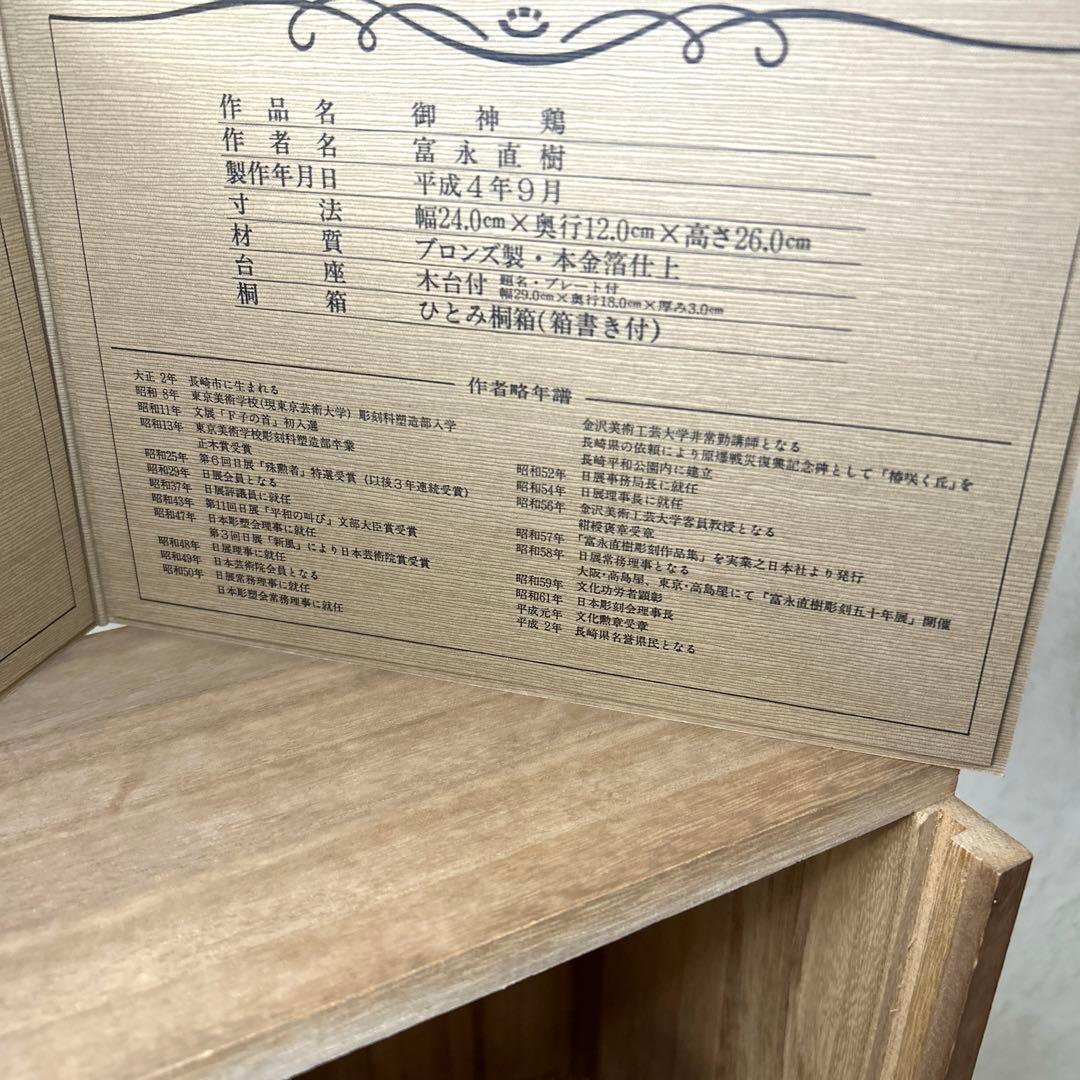 作品名 御神鶏
作者名 富永直樹
製作年月日 平成4年9月
寸法 幅24.0cm×奥行12.0cm×高さ26.0cm
材質 ブロンズ製・本金箔仕上
台座 木台付 題名・プレート付
幅29.0cm×奥行18.0cm×厚み3.0cm
桐箱 ひとみ桐箱(箱書き付)
作者略年譜
大正 2年 長崎市に生まれる
昭和 8年 東京美術学校(現東京芸術大学)彫刻科塑造部入学
昭和11年 文展「F子の首」初入選
昭和13年 東京美術学校彫刻科塑造部卒業
正木賞受賞
昭和25年 第6回日展「殊勲者」特選受賞(以後3年連続受賞)
昭和29年 日展会員となる
昭和37年 日展評議員に就任
昭和43年 第11回日展「平和の叫び」文部大臣賞受賞
昭和47年 日本彫塑会理事に就任
第3回日展「新風」により日本芸術院賞受賞
昭和48年 日展理事に就任
昭和49年 日本芸術院会員となる
昭和50年 日展常務理事に就任
日本彫塑会常務理事に就任
金沢美術工芸大学非常勤講師となる
長崎県の依頼により原爆戦災復興記念碑として「椿咲く丘」を
長崎平和公園内に建立
昭和52年 日展事務局長に就任
昭和54年 日展理事長に就任
昭和56年 金沢美術工芸大学客員教授となる
紺綬褒章受章
昭和57年 「富永直樹彫刻作品集」を実業之日本社より発行
昭和58年 日展常務理事となる
大阪・高島屋、東京・高島屋にて「富永直樹彫刻五十年展」開催
昭和59年 文化功労者顕彰
昭和61年 日本彫刻会理事長
平成元年 文化勲章受章
平成 2年 長崎県名誉県民となる